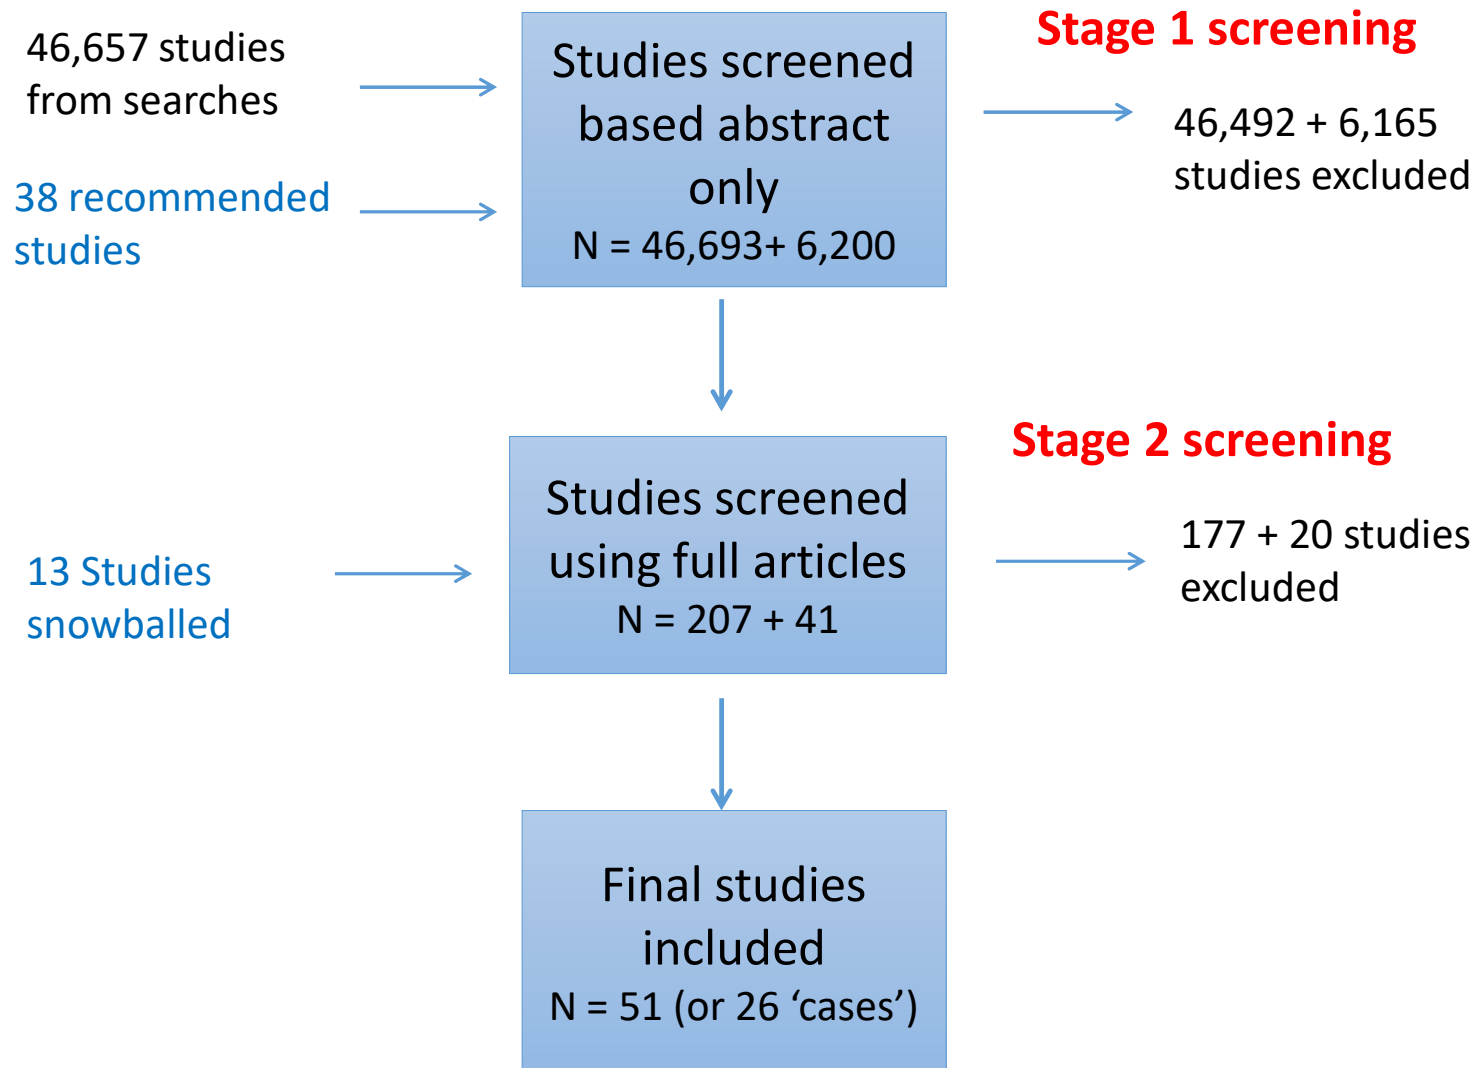 46,657 studies
from searches
38 recommended
studies
Studies screened
based abstract
only
N = 46,693+ 6,200
Stage 1 screening
46,492 + 6,165
studies excluded
13 Studies
snowballed
Studies screened
using full articles
N = 207 + 41
Stage 2 screening
177 + 20 studies
excluded
Final studies
included
N = 51 (or 26 ‘cases’)